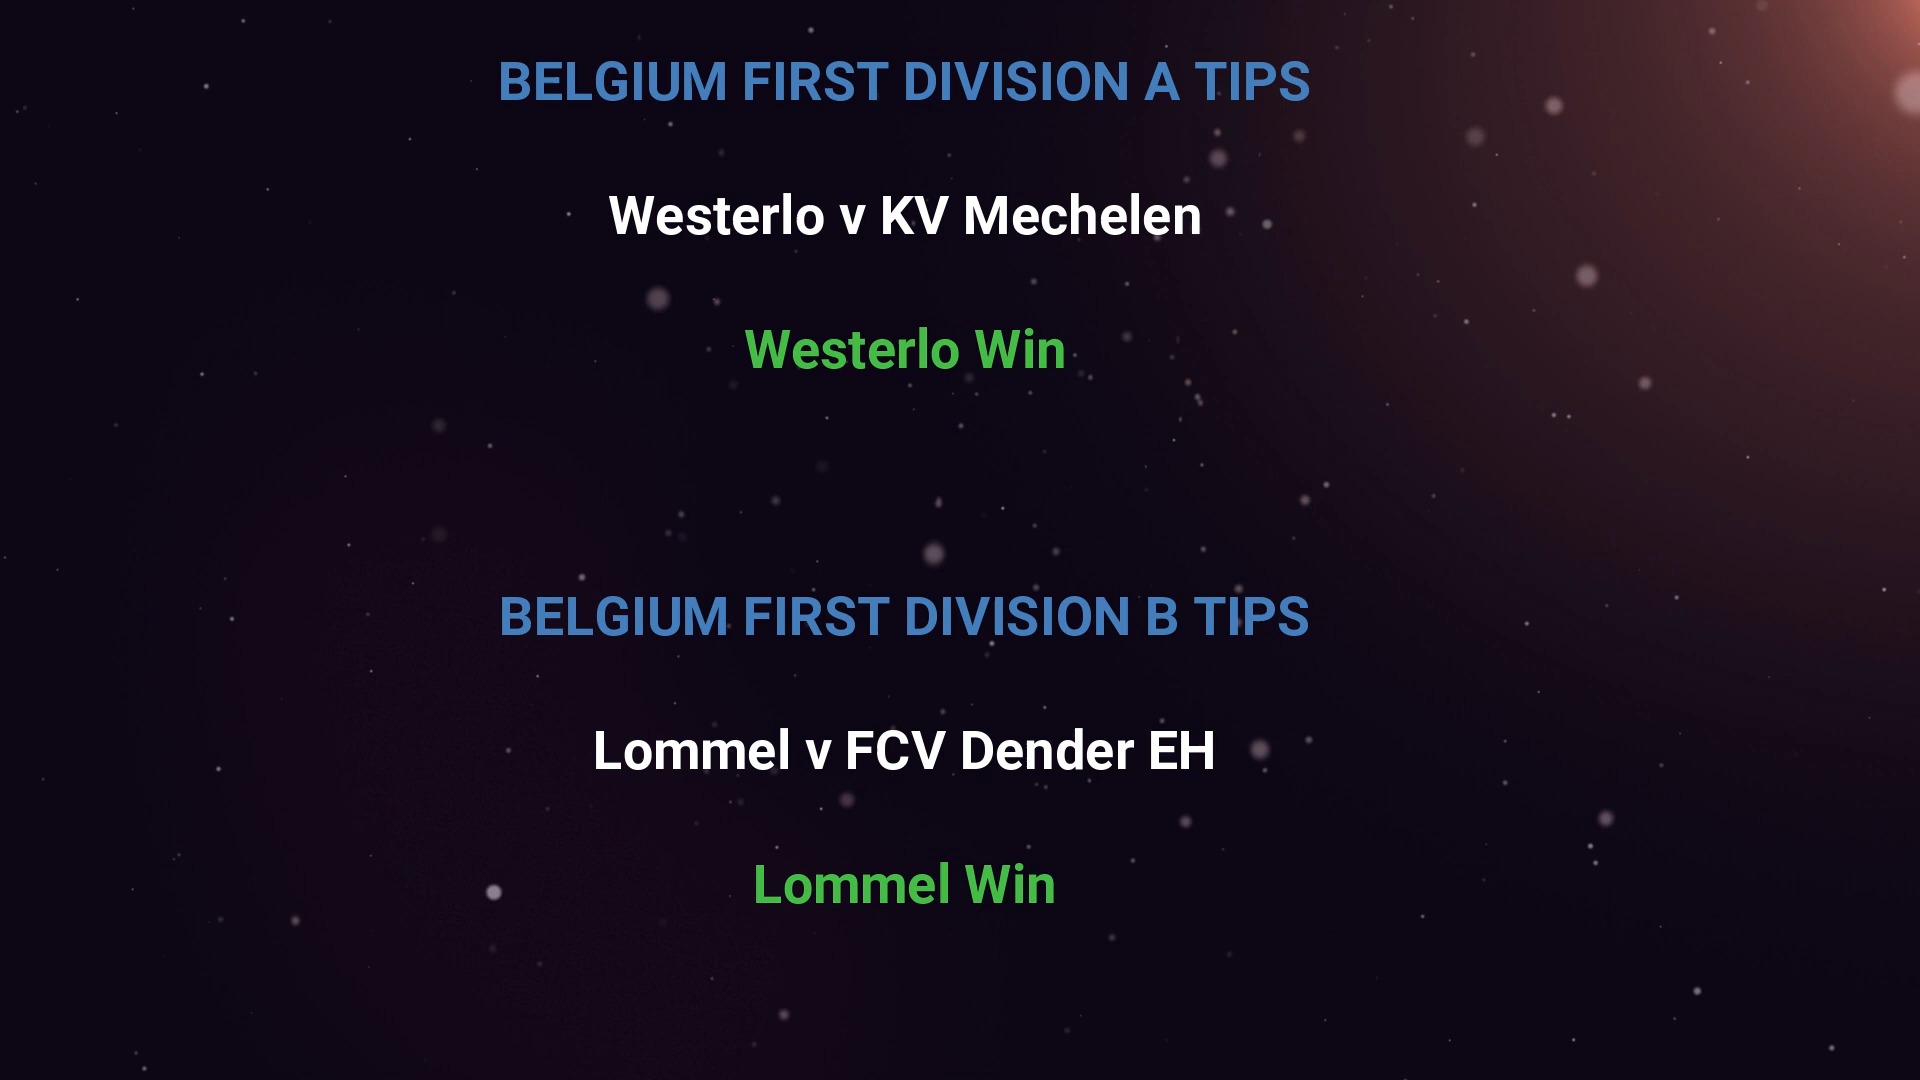 BELGIUM FIRST DIVISION A TIPS
Westerlo v KV Mechelen
Westerlo Win
BELGIUM FIRST DIVISION B TIPS
Lommel v FCV Dender EH
Lommel Win